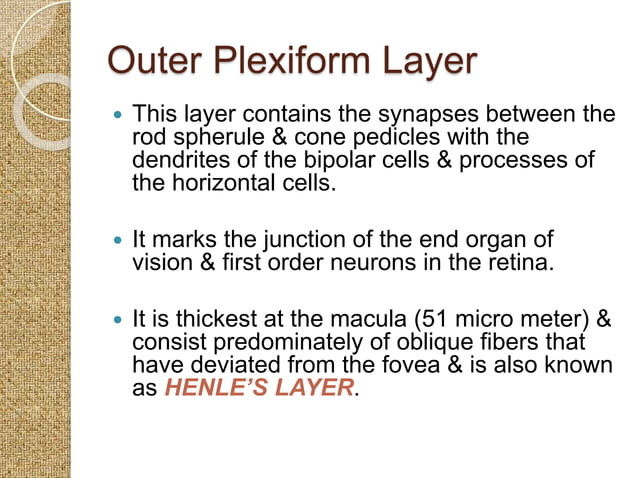 Outer Plexiform Layer
• This layer contains the synapses between the
rod spherule & cone pedicles with the
dendrites of the bipolar cells & processes of
the horizontal cells.
• It marks the junction of the end organ of
vision & first order neurons in the retina.
• It is thickest at the macula (51 micro meter) &
consist predominately of oblique fibers that
have deviated from the fovea & is also known
as HENLE’S LAYER.